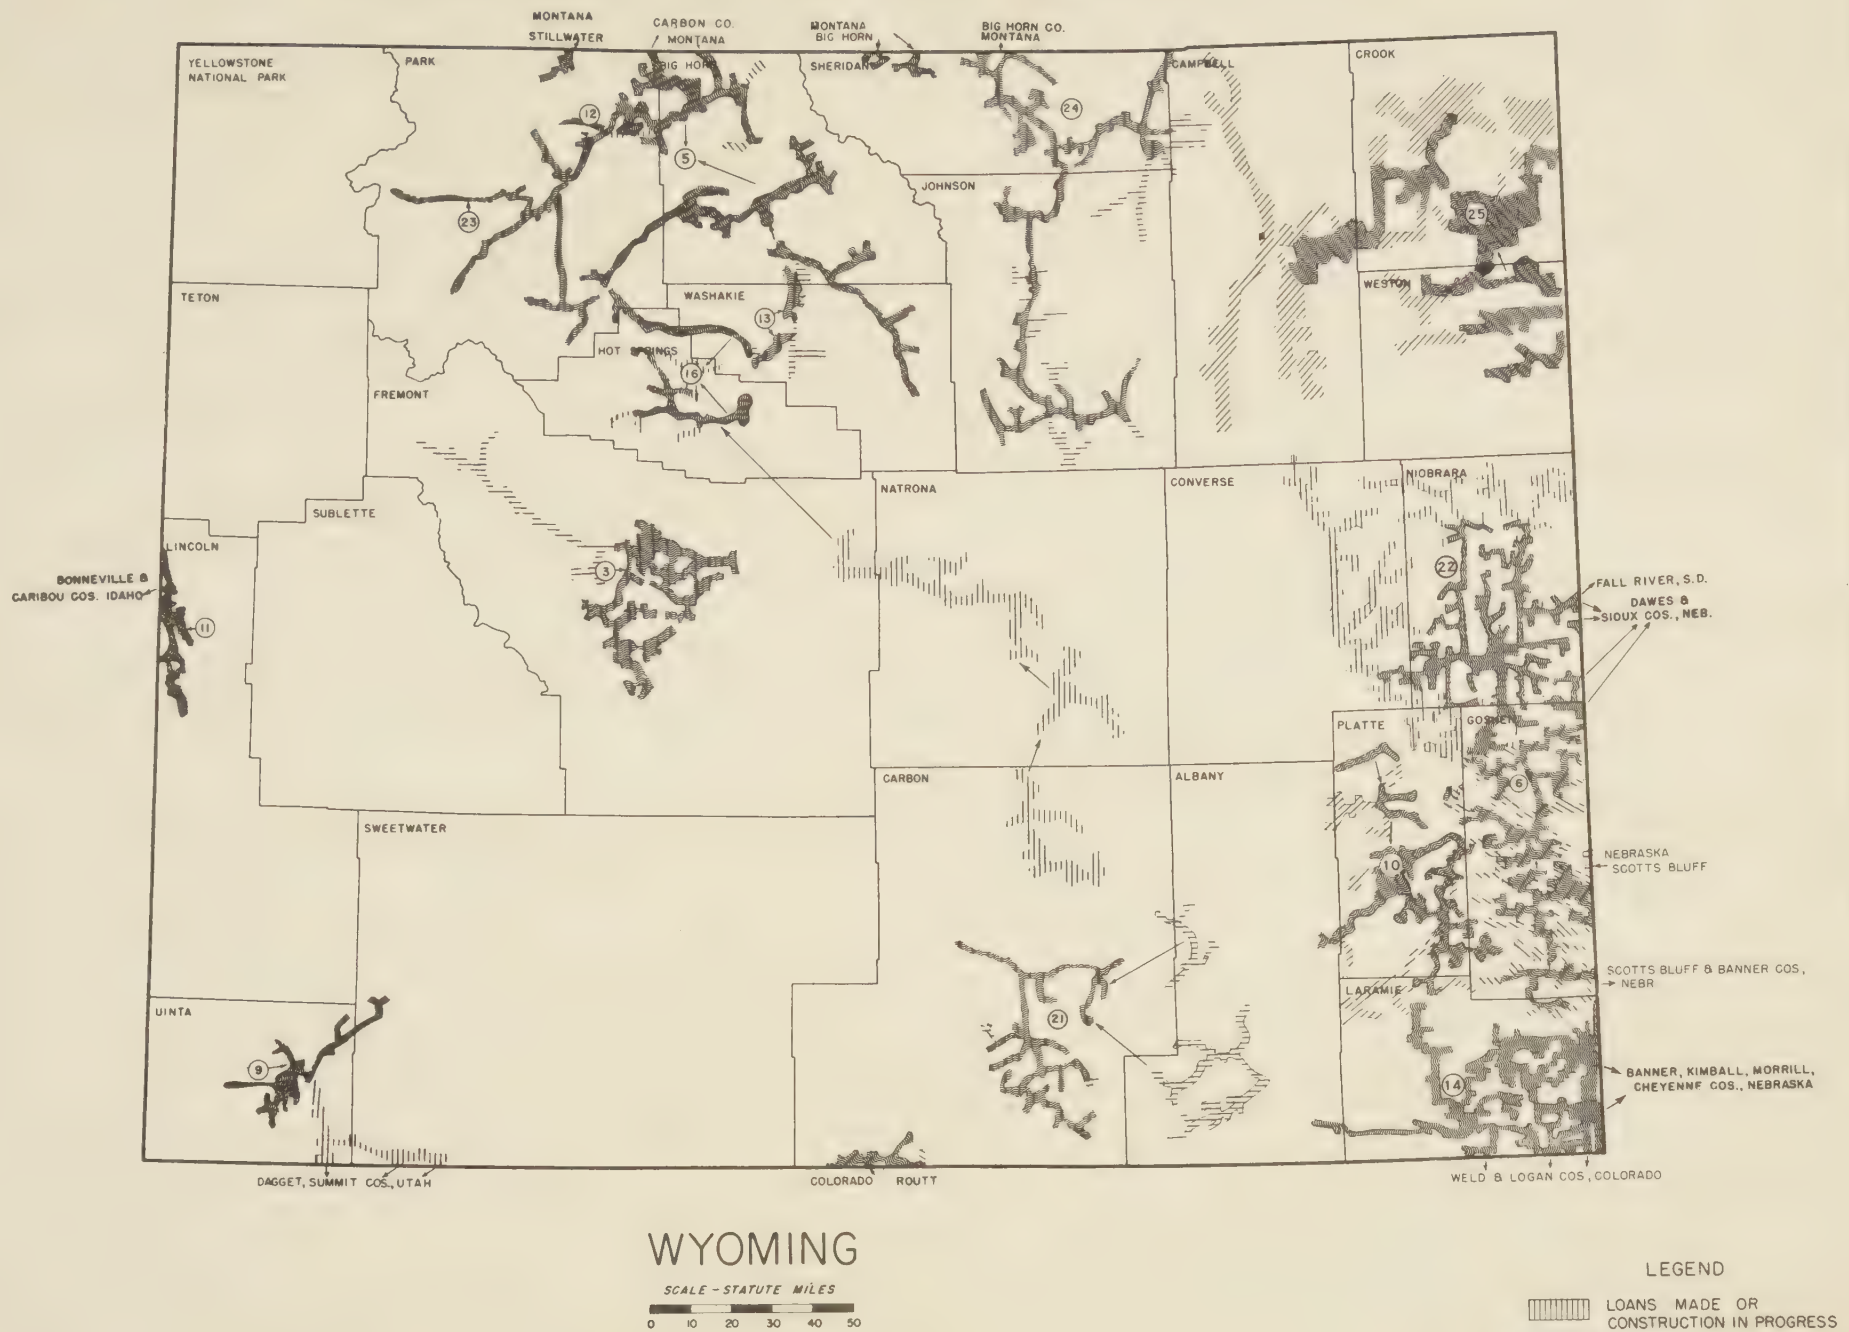 MONTANA
STILLWATER
CARBON CO.
MONTANA
MONTANA
BIG HORN
BIG HORN CO.
MONTANA
YELLOWSTONE
NATIONAL PARK
PARK
BIG HORN
SHERIDAN
CAMPBELL
CROOK
12
24
5
JOHNSON
23
25
TETON
WASHAKIE
WESTON
13
HOT SPRINGS
16
FREMONT
NATRONA
CONVERSE
NIOBRARA
SUBLETTE
LINCOLN
3
22
BONNEVILLE &
CARIBOU COS. IDAHO
FALL RIVER, S.D.
DAWES &
SIOUX COS., NEB.
11
PLATTE
GOSHEN
CARBON
ALBANY
6
SWEETWATER
10
NEBRASKA
SCOTTS BLUFF
SCOTTS BLUFF & BANNER COS,
NEBR
LARAMIE
UINTA
21
9
14
BANNER, KIMBALL, MORRILL,
CHEYENNE COS., NEBRASKA
DAGGET, SUMMIT COS., UTAH
COLORADO ROUTT
WELD & LOGAN COS, COLORADO
WYOMING
SCALE - STATUTE MILES
0 10 20 30 40 50
LEGEND
LOANS MADE OR
CONSTRUCTION IN PROGRESS